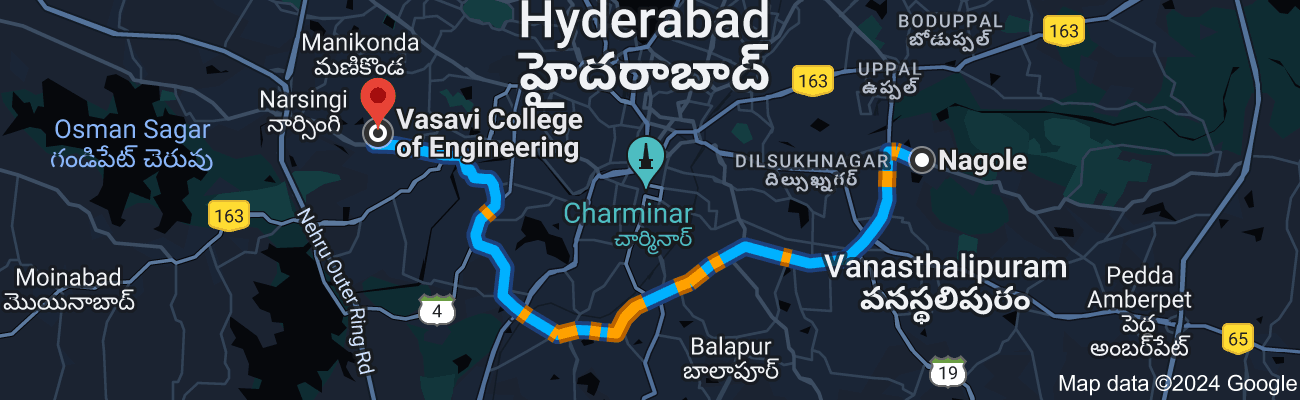 Hyderabad
హైదరాబాద్
BODUPPAL
బోడుప్పల్
163
Manikonda
మణికొండ
UPPAL
ఉప్పల్
163
Narsingi
నార్సింగి
Vasavi College
of Engineering
Osman Sagar
గండిపేట్ చెరువు
DILSUKHNAGAR
దిల్సుఖ్నగర్
Nagole
163
Charminar
చార్మినార్
Nehru Outer Ring Rd
Moinabad
మొయినాబాద్
Vanasthalipuram
వనస్థలిపురం
Pedda
Amberpet
పెద్ద
అంబర్‌పేట్
4
65
Balapur
బాలాపూర్
19
Map data ©2024 Google